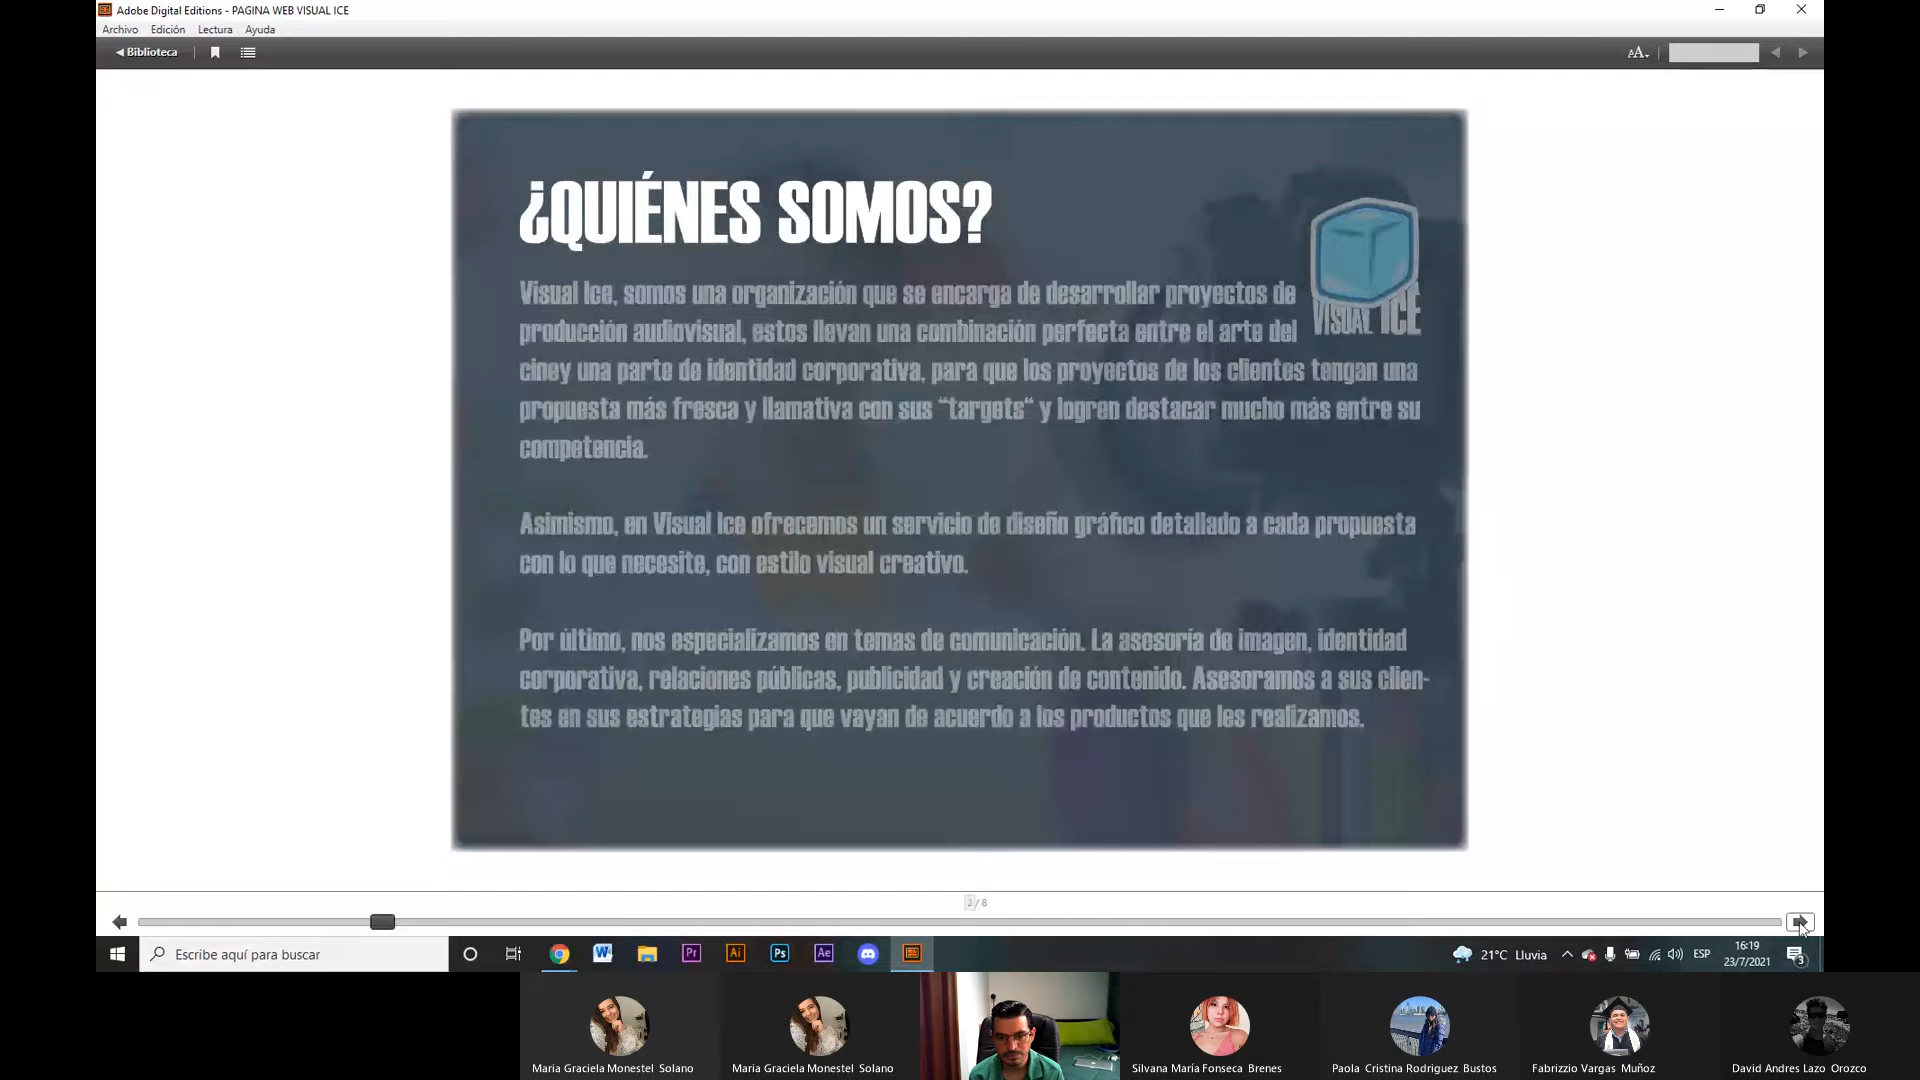 Adobe Digital Editions - PAGINA WEB VISUAL ICE
Archivo Edición Lectura Ayuda
Biblioteca
AA
¿QUIÉNES SOMOS?
Visual Ice, somos una organización que se encarga de desarrollar proyectos de
producción audiovisual, estos llevan una combinación perfecta entre el arte del
ciney una parte de identidad corporativa, para que los proyectos de los clientes tengan una
propuesta más fresca y llamativa con sus “targets“ y logren destacar mucho más entre su
competencia.
VISUAL ICE
Asimismo, en Visual Ice ofrecemos un servicio de diseño gráfico detallado a cada propuesta
con lo que necesite, con estilo visual creativo.
Por último, nos especializamos en temas de comunicación. La asesoría de imagen, identidad
corporativa, relaciones públicas, publicidad y creación de contenido. Asesoramos a sus clien-
tes en sus estrategias para que vayan de acuerdo a los productos que les realizamos.
2 / 8
Escribe aquí para buscar
W
Pr
Ai
Ps
Ae
21°C Lluvia
ESP
16:19
23/7/2021
3
Maria Graciela Monestel Solano
Maria Graciela Monestel Solano
Silvana María Fonseca Brenes
Paola Cristina Rodriguez Bustos
Fabrizzio Vargas Muñoz
David Andres Lazo Orozco